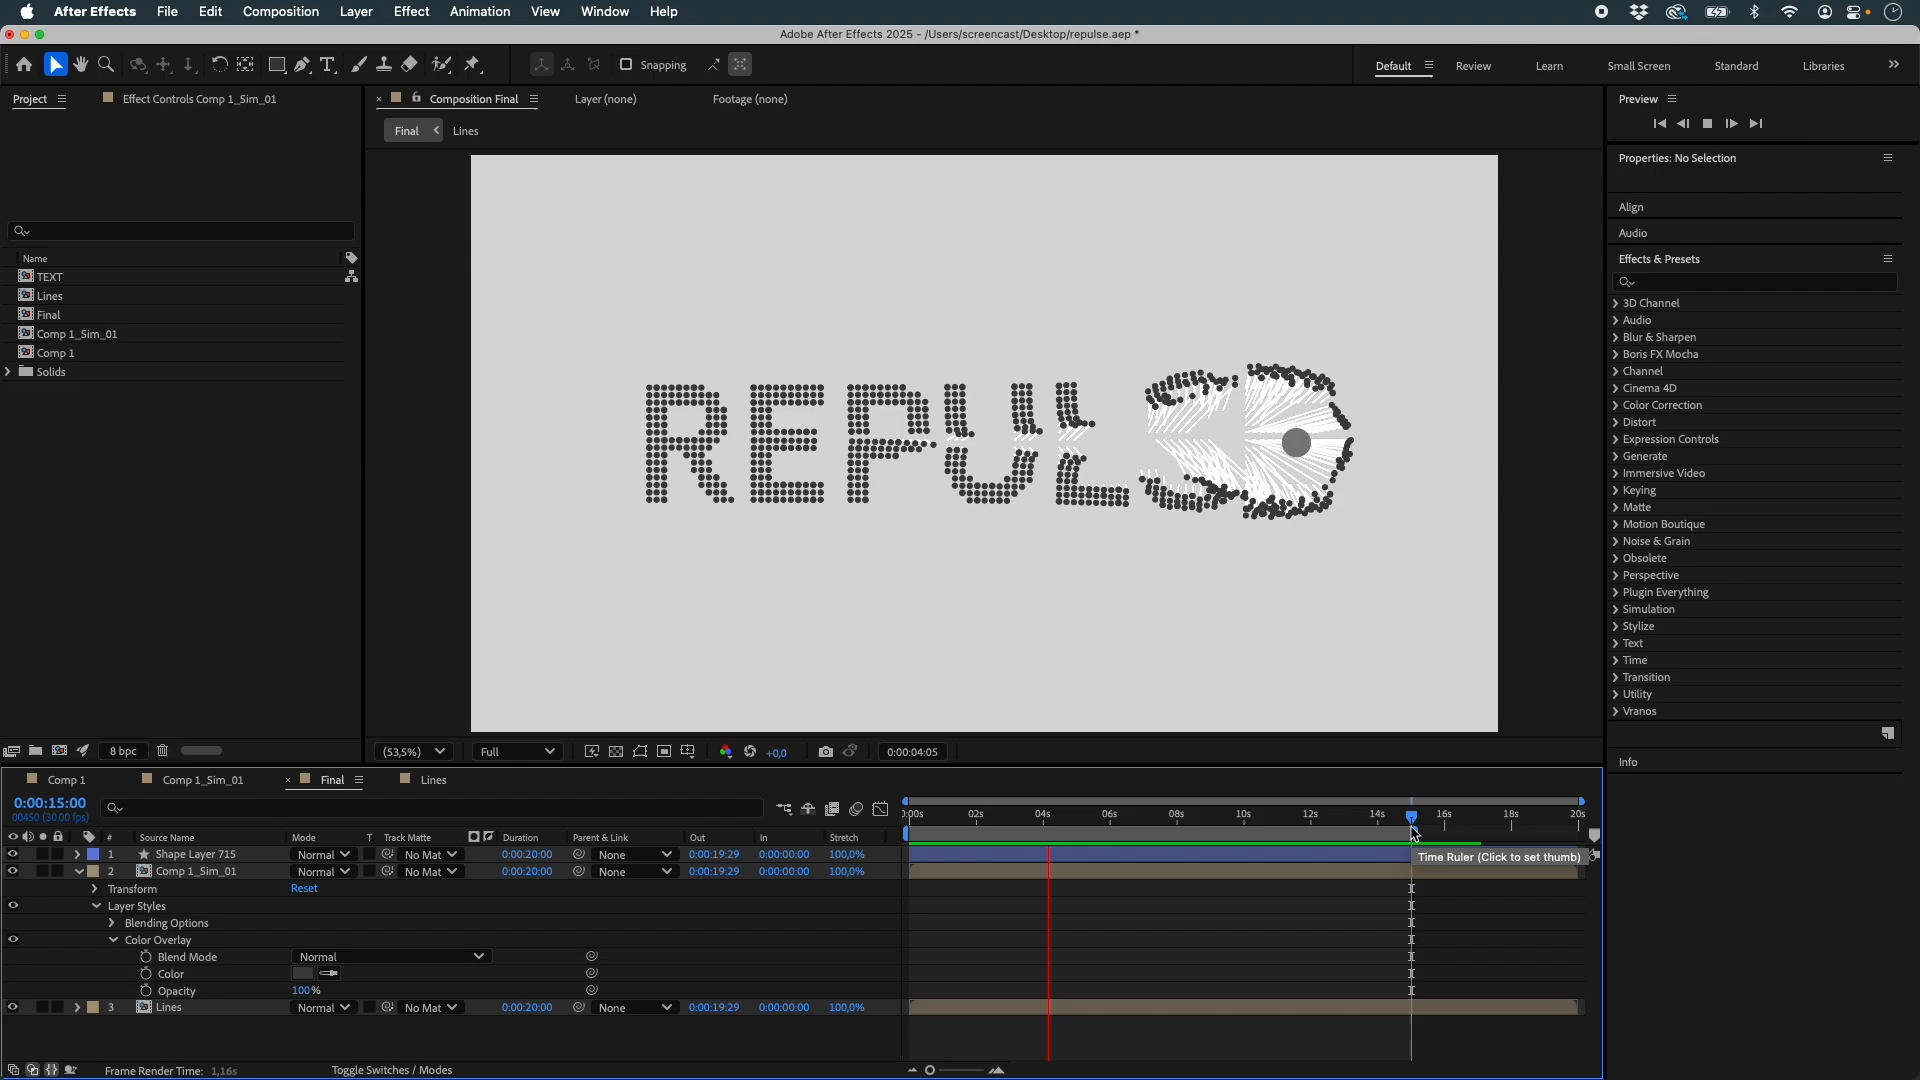 After Effects File Edit Composition Layer Effect Animation View Window Help
Adobe After Effects 2025 - /Users/screencast/Desktop/repulse.aep *
Snapping Default Review Learn Small Screen Standard Libraries
Project Effect Controls Comp 1_Sim_01
Composition Final Layer (none) Footage (none)
Final Lines
Preview
Properties: No Selection
Align
Audio
Effects & Presets
3D Channel
Audio
Blur & Sharpen
Boris FX Mocha
Channel
Cinema 4D
Color Correction
Distort
Expression Controls
Generate
Immersive Video
Keying
Matte
Motion Boutique
Noise & Grain
Obsolete
Perspective
Plugin Everything
Simulation
Stylize
Text
Time
Transition
Utility
Vranos
Info
Name
TEXT
Lines
Final
Comp 1_Sim_01
Comp 1
Solids
REPULS
8 bpc
(53,5%) Full +0,0 0:00:04:05
Comp 1 Comp 1_Sim_01 Final Lines
0:00:15:00
00450 (30.00 fps)
:00s 02s 04s 06s 08s 10s 12s 14s 16s 18s 20s
# Source Name Mode T Track Matte Duration Parent & Link Out In Stretch
1 Shape Layer 715 Normal No Mat 0:00:20:00 None 0:00:19:29 0:00:00:00 100,0%
Time Ruler (Click to set thumb)
2 Comp 1_Sim_01 Normal No Mat 0:00:20:00 None 0:00:19:29 0:00:00:00 100,0%
Transform Reset
Layer Styles
Blending Options
Color Overlay
Blend Mode Normal
Color
Opacity 100%
3 Lines Normal No Mat 0:00:20:00 None 0:00:19:29 0:00:00:00 100,0%
Frame Render Time: 1,16s Toggle Switches / Modes